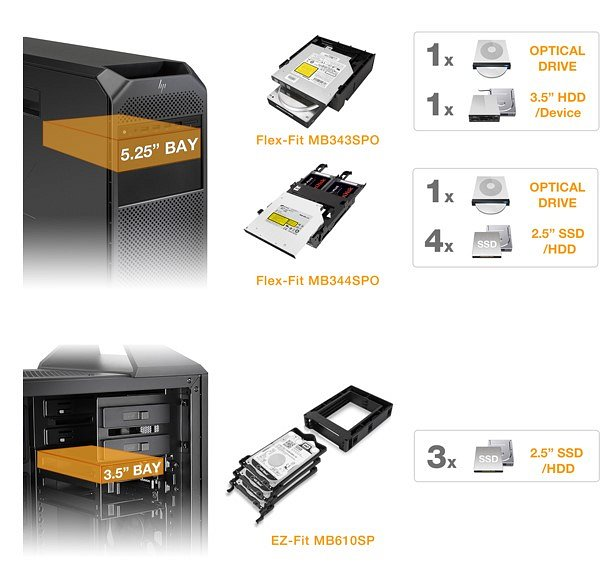 hp
5.25” BAY
Flex-Fit MB343SPO
1x OPTICAL
DRIVE
1x 3.5” HDD
/Device
Flex-Fit MB344SPO
1x OPTICAL
DRIVE
4x SSD 2.5” SSD
/HDD
3.5” BAY
EZ-Fit MB610SP
3x SSD 2.5” SSD
/HDD